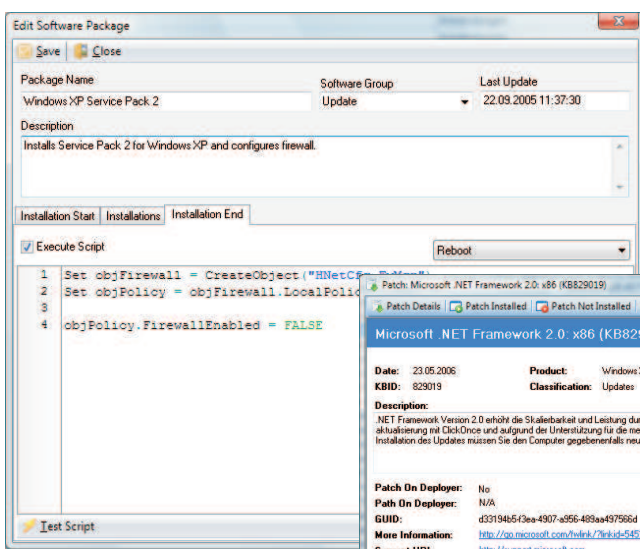 Edit Software Package
Save Close
Package Name Software Group Last Update
Windows XP Service Pack 2 Update 22.09.2005 11:37:30
Description
Installs Service Pack 2 for Windows XP and configures firewall.
Installation Start Installations Installation End
Execute Script Reboot
1 Set objFirewall = CreateObject("HNetCfg.FwMgr")
2 Set objPolicy = objFirewall.LocalPolic
3
4 objPolicy.FirewallEnabled = FALSE
Test Script
Patch: Microsoft .NET Framework 2.0: x86 (KB829019)
Patch Details Patch Installed Patch Not Installed
Microsoft .NET Framework 2.0: x86 (KB829
Date: 23.05.2006 Product: Windows
KBID: 829019 Classification: Updates
Description:
.NET Framework Version 2.0 erhöht die Skalierbarkeit und Leistung dur
aktualisierung mit ClickOnce und aufgrund der Unterstützung für die me
Installation des Updates müssen Sie den Computer gegebenenfalls neu
Patch On Deployer: No
Path On Deployer: N/A
GUID: d33194b5-f3ea-4907-a956-489aa497566d
More Information: http://go.microsoft.com/fwlink/?linkid=545